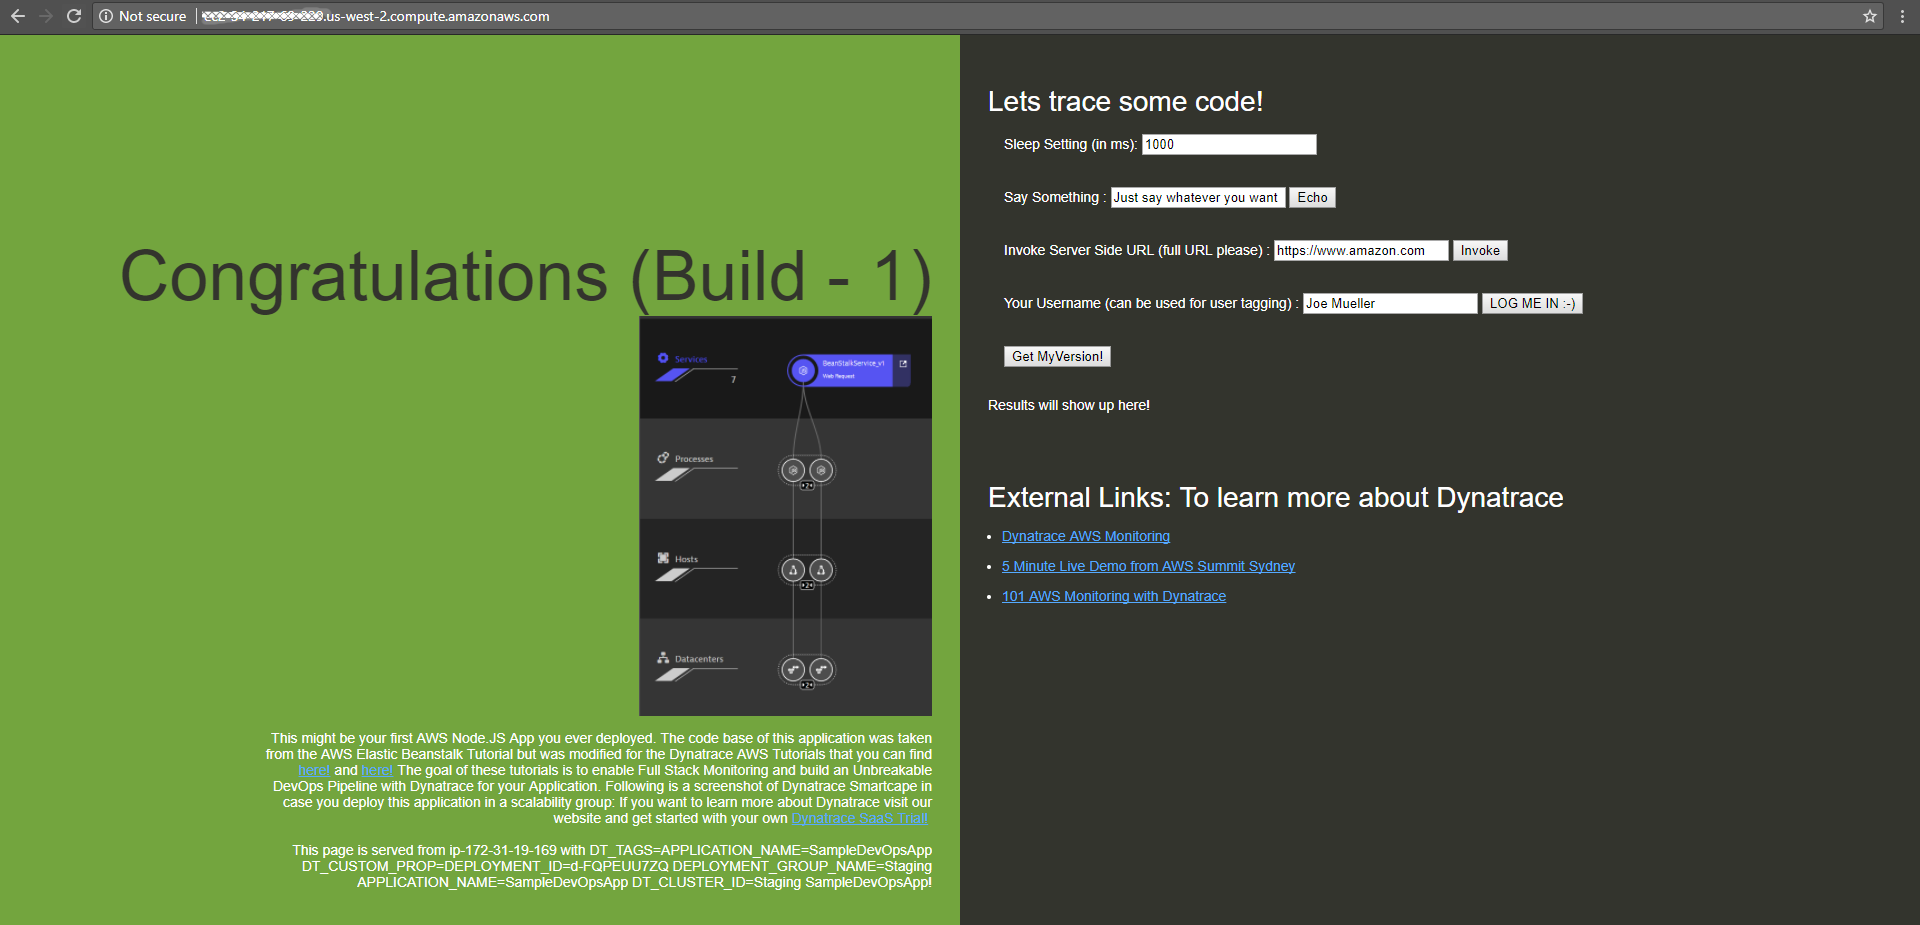 Not secure
.us-west-2.compute.amazonaws.com
Congratulations (Build - 1)
Services
7
BeanStalkService_v1
Web Request
Processes
2
Hosts
2
Datacenters
2
This might be your first AWS Node.JS App you ever deployed. The code base of this application was taken
from the AWS Elastic Beanstalk Tutorial but was modified for the Dynatrace AWS Tutorials that you can find
here! and here! The goal of these tutorials is to enable Full Stack Monitoring and build an Unbreakable
DevOps Pipeline with Dynatrace for your Application. Following is a screenshot of Dynatrace Smartcape in
case you deploy this application in a scalability group: If you want to learn more about Dynatrace visit our
website and get started with your own Dynatrace SaaS Trial!
This page is served from ip-172-31-19-169 with DT_TAGS=APPLICATION_NAME=SampleDevOpsApp
DT_CUSTOM_PROP=DEPLOYMENT_ID=d-FQPEUU7ZQ DEPLOYMENT_GROUP_NAME=Staging
APPLICATION_NAME=SampleDevOpsApp DT_CLUSTER_ID=Staging SampleDevOpsApp!
Lets trace some code!
Sleep Setting (in ms): 1000
Say Something : Just say whatever you want Echo
Invoke Server Side URL (full URL please) : https://www.amazon.com Invoke
Your Username (can be used for user tagging) : Joe Mueller LOG ME IN :-)
Get MyVersion!
Results will show up here!
External Links: To learn more about Dynatrace
Dynatrace AWS Monitoring
5 Minute Live Demo from AWS Summit Sydney
101 AWS Monitoring with Dynatrace